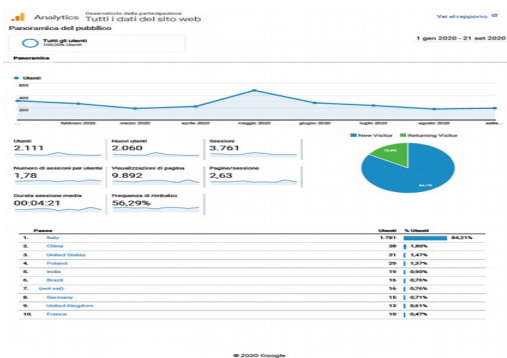 Analytics
Osservatorio della partecipazione
Tutti i dati del sito web
Vai al rapporto
Panoramica del pubblico
Tutti gli utenti
100,00% Utenti
1 gen 2020 - 21 set 2020
Panoramica
Utenti
600
400
200
febbraio 2020 marzo 2020 aprile 2020 maggio 2020 giugno 2020 luglio 2020 agosto 2020 sette...
Utenti
2.111
Nuovi utenti
2.060
Sessioni
3.761
Numero di sessioni per utente
1,78
Visualizzazioni di pagina
9.892
Pagine/sessione
2,63
Durata sessione media
00:04:21
Frequenza di rimbalzo
56,29%
New Visitor Returning Visitor
Paese Utenti % Utenti
1. Italy 1.781 84,21%
2. China 38 1,80%
3. United States 31 1,47%
4. Poland 29 1,37%
5. India 19 0,90%
6. Brazil 16 0,76%
7. (not set) 16 0,76%
8. Germany 15 0,71%
9. United Kingdom 13 0,61%
10. France 10 0,47%
© 2020 Google